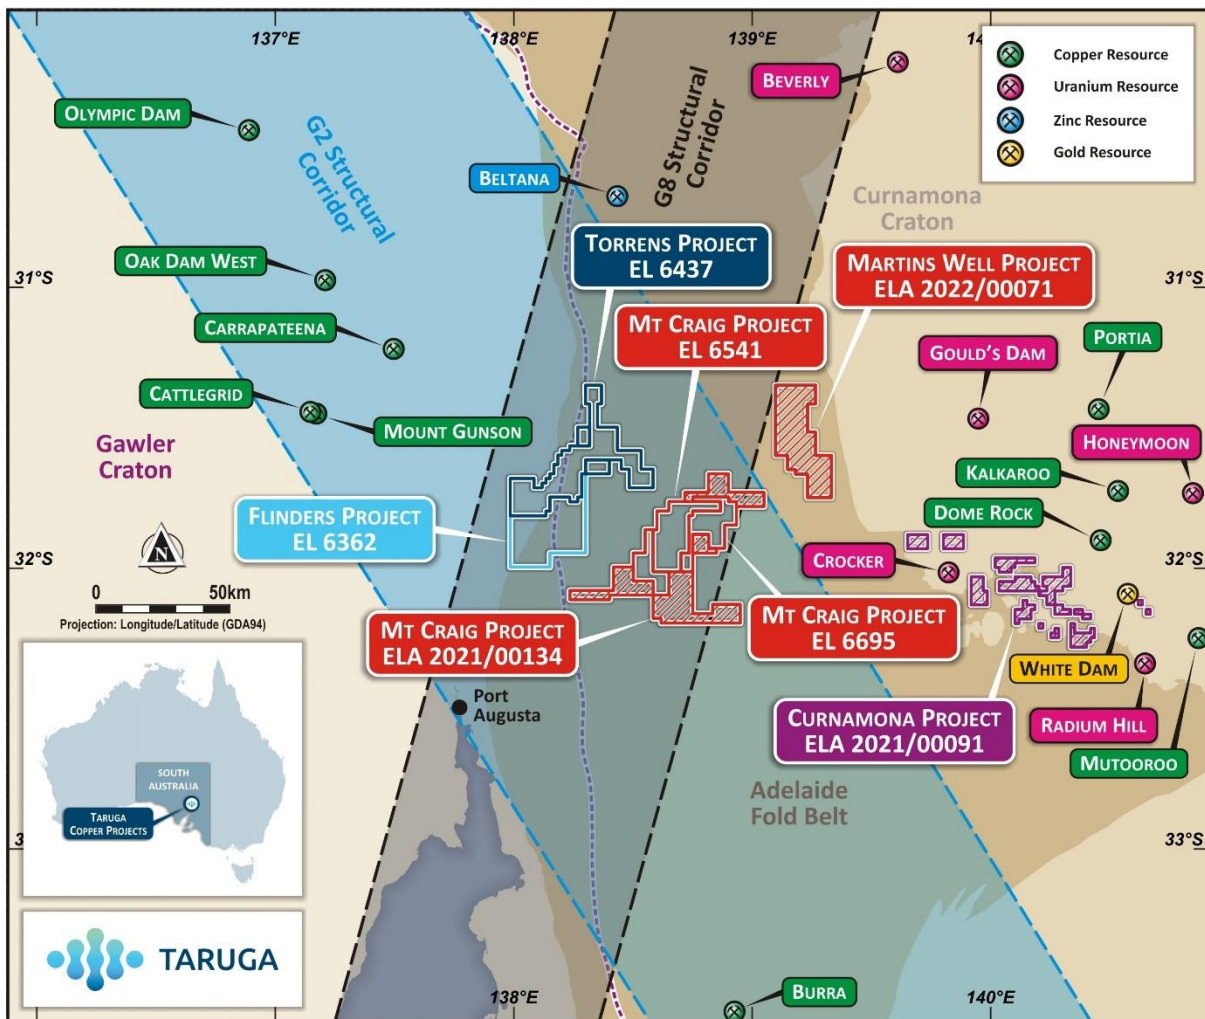 137°E
138°E
139°E
BEVERLY
Copper Resource
Uranium Resource
Zinc Resource
Gold Resource
OLYMPIC DAM
G2 Structural
Corridor
BELTANA
G8 Structural
Corridor
Curnamona
Craton
TORRENS PROJECT
EL 6437
OAK DAM WEST
31°S
31°S
MARTINS WELL PROJECT
ELA 2022/00071
CARRAPATEENA
MT CRAIG PROJECT
EL 6541
GOULD'S DAM
PORTIA
CATTLEGRID
MOUNT GUNSON
Gawler
Craton
HONEYMOON
KALKAROO
FLINDERS PROJECT
EL 6362
DOME ROCK
N
32°S
32°S
CROCKER
0
50km
Projection: Longitude/Latitude (GDA94)
MT CRAIG PROJECT
ELA 2021/00134
MT CRAIG PROJECT
EL 6695
WHITE DAM
Port
Augusta
CURNAMONA PROJECT
ELA 2021/00091
RADIUM HILL
MUTOOROO
SOUTH
AUSTRALIA
TARUGA
COPPER PROJECTS
Adelaide
Fold Belt
33°S
TARUGA
138°E
BURRA
140°E